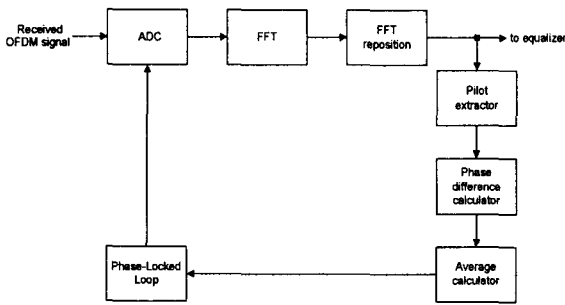 Received
OFDM signal
ADC
FFT
FFT
reposition
to equalizer
Pilot
extractor
Phase
difference
calculator
Average
calculator
Phase-Locked
Loop